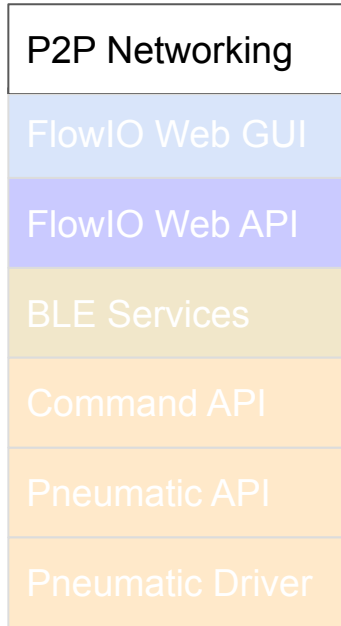 P2P Networking
FlowIO Web GUI
FlowIO Web API
BLE Services
Command API
Pneumatic API
Pneumatic Driver